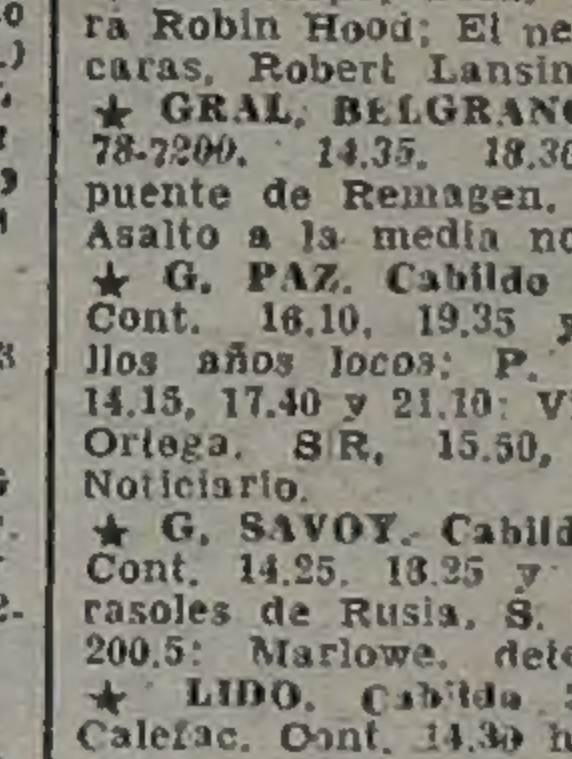 ra Robin Hood; El ne
caras, Robert Lansin
★ GRAL. BELGRANO
78-7200. 14.35, 18.30
puente de Remagen,
Asalto a la media no
★ G. PAZ. Cabildo
Cont. 16.10, 19.35 y
llos años locos; P.
14.15, 17.40 y 21.10: Vi
Ortega. S R, 15.50,
Noticiario.
★ G. SAVOY. Cabild
Cont. 14.25, 18.25 y
rasoles de Rusia. S.
200.5: Marlowe, dete
★ LIDO. Cabildo
Calefac. Cont. 14.30 h